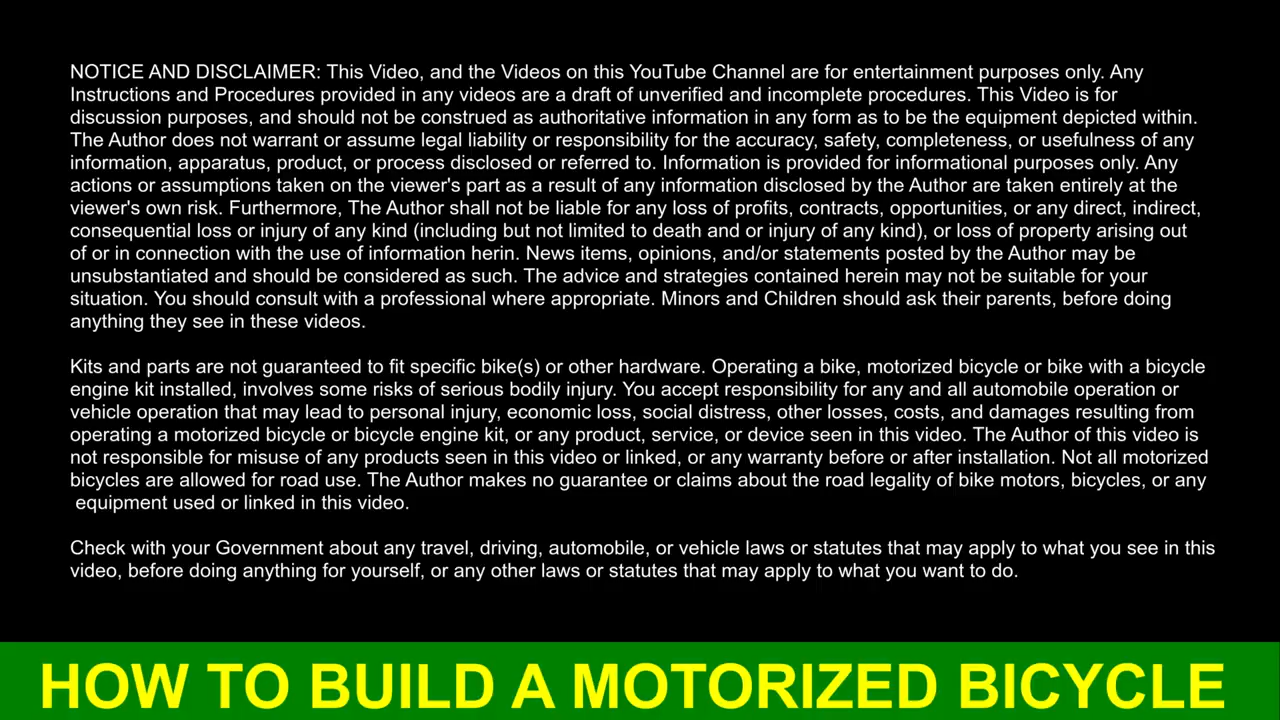 NOTICE AND DISCLAIMER: This Video, and the Videos on this YouTube Channel are for entertainment purposes only. Any
Instructions and Procedures provided in any videos are a draft of unverified and incomplete procedures. This Video is for
discussion purposes, and should not be construed as authoritative information in any form as to be the equipment depicted within.
The Author does not warrant or assume legal liability or responsibility for the accuracy, safety, completeness, or usefulness of any
information, apparatus, product, or process disclosed or referred to. Information is provided for informational purposes only. Any
actions or assumptions taken on the viewer's part as a result of any information disclosed by the Author are taken entirely at the
viewer's own risk. Furthermore, The Author shall not be liable for any loss of profits, contracts, opportunities, or any direct, indirect,
consequential loss or injury of any kind (including but not limited to death and or injury of any kind), or loss of property arising out
of or in connection with the use of information herin. News items, opinions, and/or statements posted by the Author may be
unsubstantiated and should be considered as such. The advice and strategies contained herein may not be suitable for your
situation. You should consult with a professional where appropriate. Minors and Children should ask their parents, before doing
anything they see in these videos.
Kits and parts are not guaranteed to fit specific bike(s) or other hardware. Operating a bike, motorized bicycle or bike with a bicycle
engine kit installed, involves some risks of serious bodily injury. You accept responsibility for any and all automobile operation or
vehicle operation that may lead to personal injury, economic loss, social distress, other losses, costs, and damages resulting from
operating a motorized bicycle or bicycle engine kit, or any product, service, or device seen in this video. The Author of this video is
not responsible for misuse of any products seen in this video or linked, or any warranty before or after installation. Not all motorized
bicycles are allowed for road use. The Author makes no guarantee or claims about the road legality of bike motors, bicycles, or any
equipment used or linked in this video.
Check with your Government about any travel, driving, automobile, or vehicle laws or statutes that may apply to what you see in this
video, before doing anything for yourself, or any other laws or statutes that may apply to what you want to do.
HOW TO BUILD A MOTORIZED BICYCLE